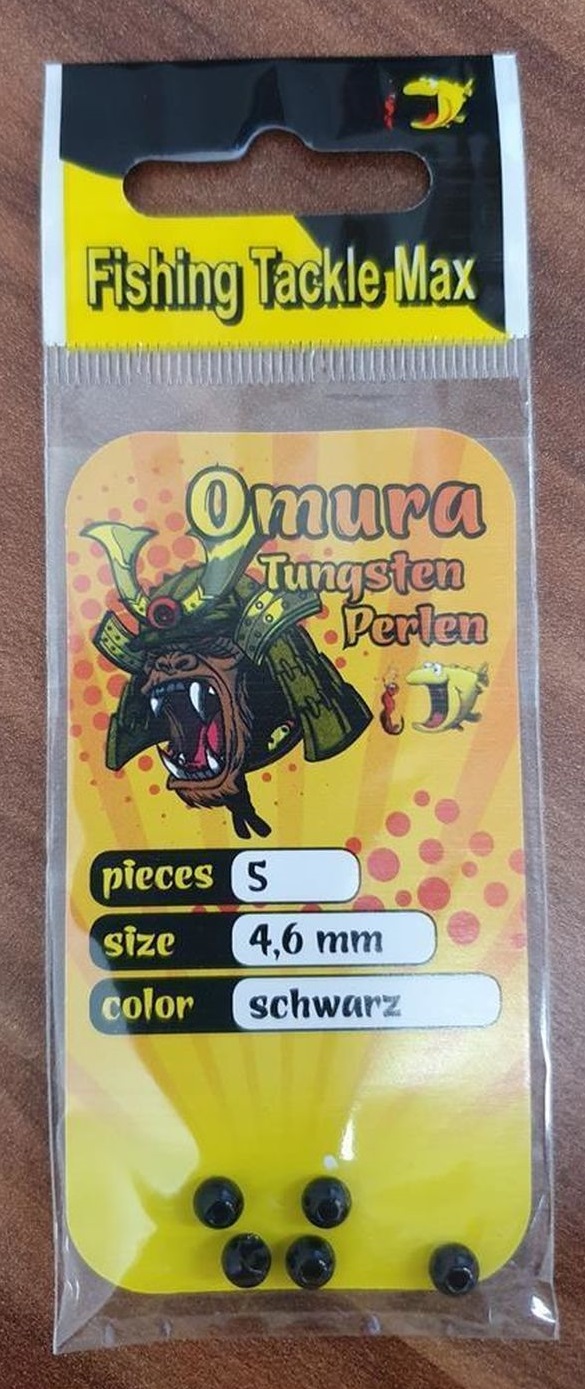 Fishing Tackle Max
Omura
Tungsten
Perlen
pieces 5
size 4,6 mm
color schwarz